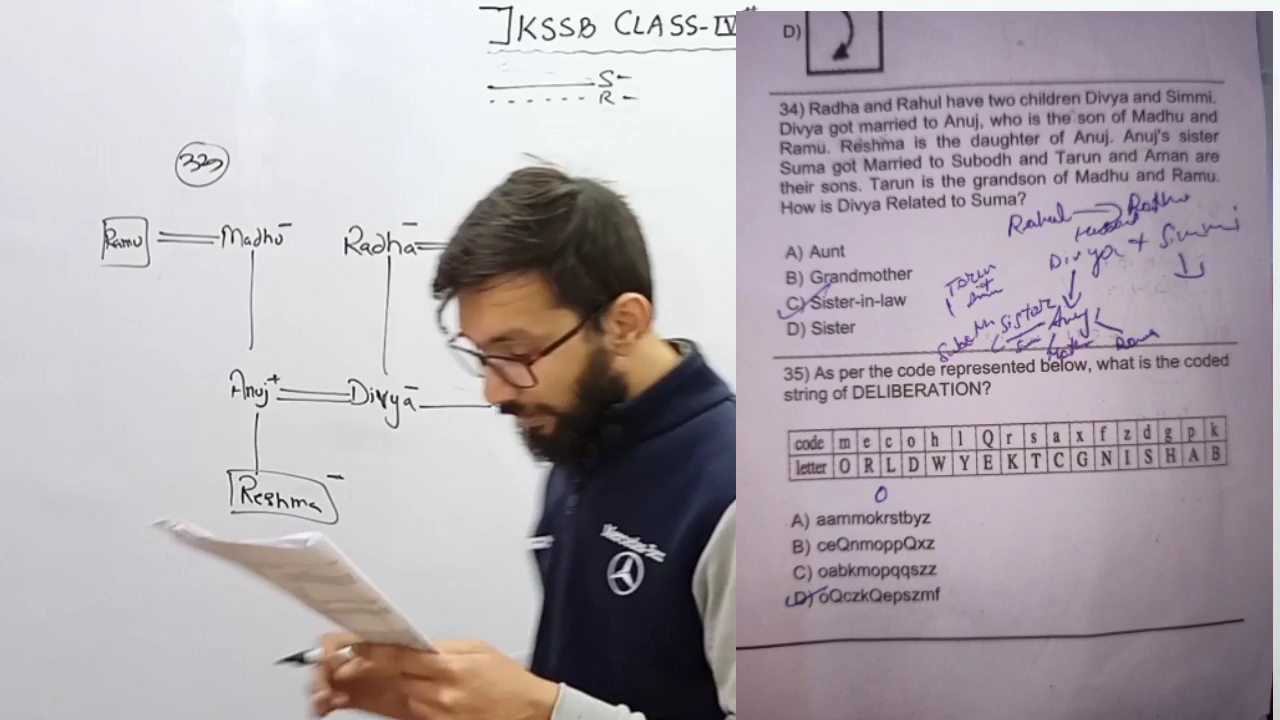 JKSSB CLASS-IV
S-
R-
Ramu
Madhu -
Radha -
Anuj +
Divya -
Reshma -
D)
34) Radha and Rahul have two children Divya and Simmi.
Divya got married to Anuj, who is the son of Madhu and
Ramu. Reshma is the daughter of Anuj. Anuj's sister
Suma got Married to Subodh and Tarun and Aman are
their sons. Tarun is the grandson of Madhu and Ramu.
How is Divya Related to Suma?
Rahul
A) Aunt
B) Grandmother
C) Sister-in-law
D) Sister
Divya + Simmi
Tarun
Sister
35) As per the code represented below, what is the coded
string of DELIBERATION?
code m e c o h l Q r s a x f z d g p k
letter O R L D W Y E K T C G N I S H A B
A) aammokrstbyz
B) ceQnmoppQxz
C) oabkmopqqszz
D) oQczkQepszmf